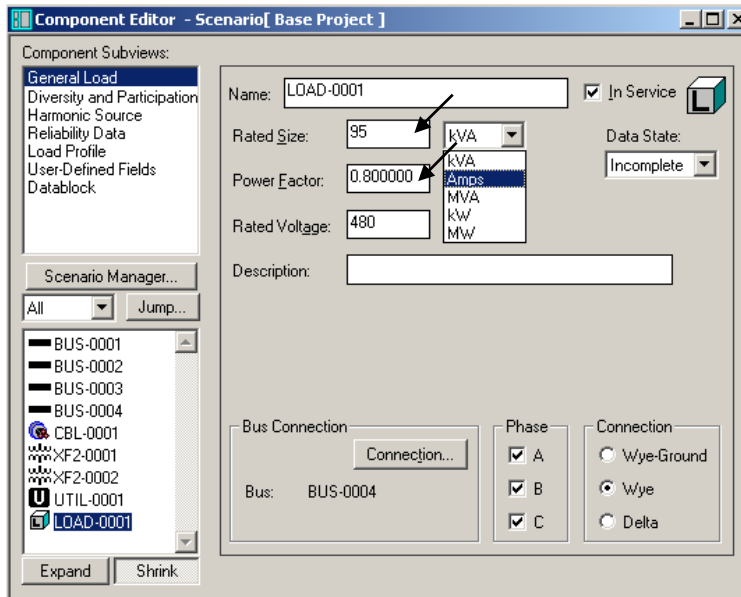 Component Editor - Scenario[ Base Project ]
Component Subviews:
General Load
Diversity and Participation
Harmonic Source
Reliability Data
Load Profile
User-Defined Fields
Datablock
Scenario Manager...
All
Jump...
BUS-0001
BUS-0002
BUS-0003
BUS-0004
CBL-0001
XF2-0001
XF2-0002
U UTIL-0001
L LOAD-0001
Expand
Shrink
Name: LOAD-0001
In Service
L
Rated Size: 95 kVA
Data State:
Incomplete
kVA
Amps
MVA
kW
MW
Power Factor: 0.800000
Rated Voltage: 480
Description:
Bus Connection
Connection...
Bus: BUS-0004
Phase
A
B
C
Connection
Wye-Ground
Wye
Delta